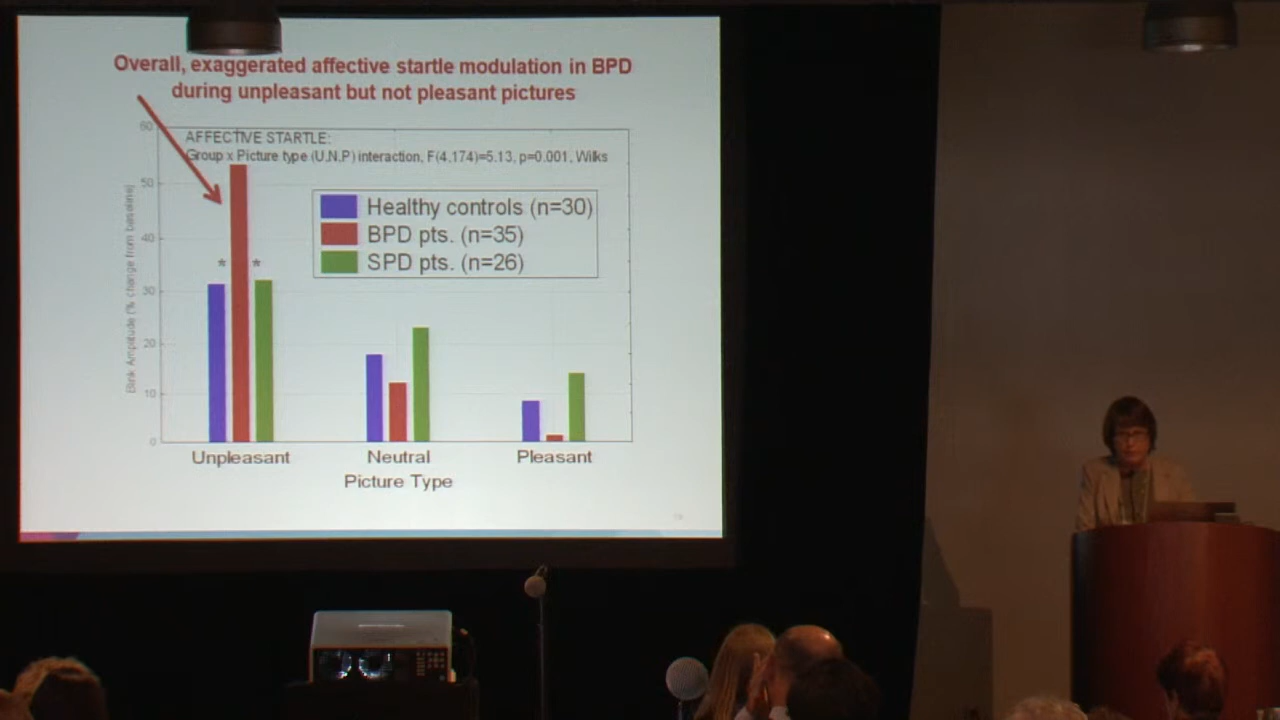 Overall, exaggerated affective startle modulation in BPD
during unpleasant but not pleasant pictures
AFFECTIVE STARTLE:
Group x Picture type (U,N,P) interaction, F(4,174)=5.13, p=0.001, Wilks
Healthy controls (n=30)
BPD pts. (n=35)
SPD pts. (n=26)
Blink Amplitude (% change from baseline)
60
50
40
30
20
10
0
* *
Unpleasant Neutral Pleasant
Picture Type